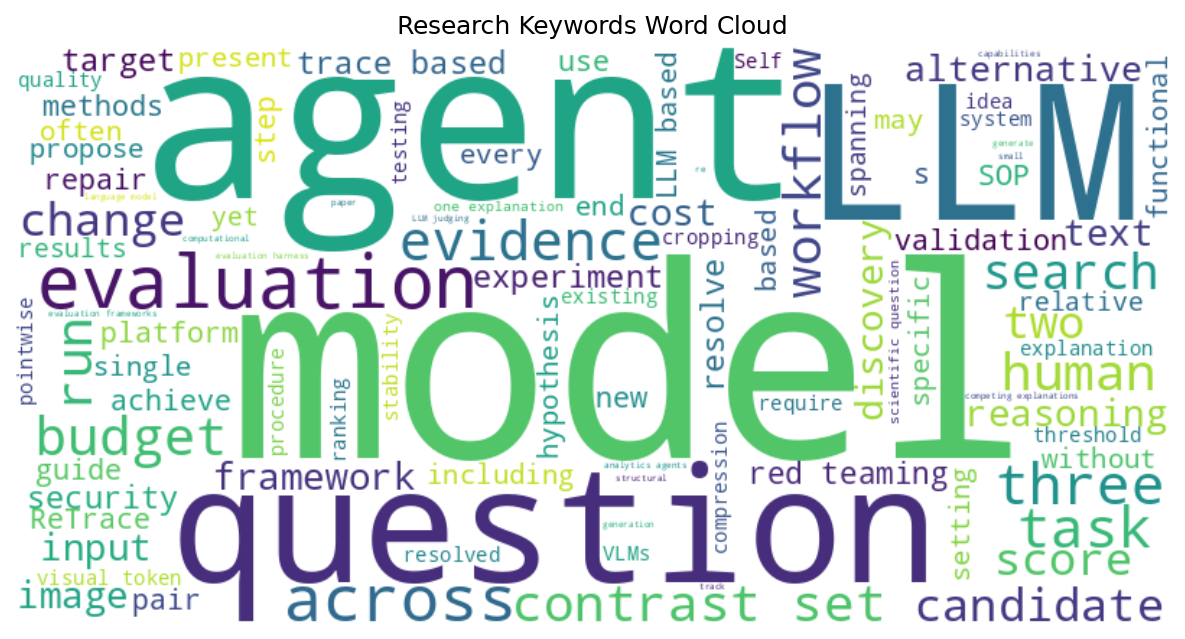 Research Keywords Word Cloud
target
present
trace based
use
LLM based
Self
workflow
capabilities
alternative
functional
quality
agent
LLM
methods
step
testing
spanning
idea
often
may
system
propose
every
generate
small
repair
re
s
SOP
language model
paper
change
yet
LLM judging
one explanation
end
cost
based
discovery
computational
evidence
cropping
validation
text
results
evaluation harness
evaluation
experiment
resolve
scientific question
specific
search
pointwise
model
hypothesis
existing
relative
evaluation frameworks
run
platform
stability
two
single
procedure
ranking
explanation
human
achieve
new
require
competing explanations
reasoning
budget
compression
threshold
guide
framework
including
analytics agents
structural
red teaming
without
setting
three
security
question
ReTrace
generation
task
input
resolved
VLMs
score
visual token
track
image
pair
across
contrast set
candidate